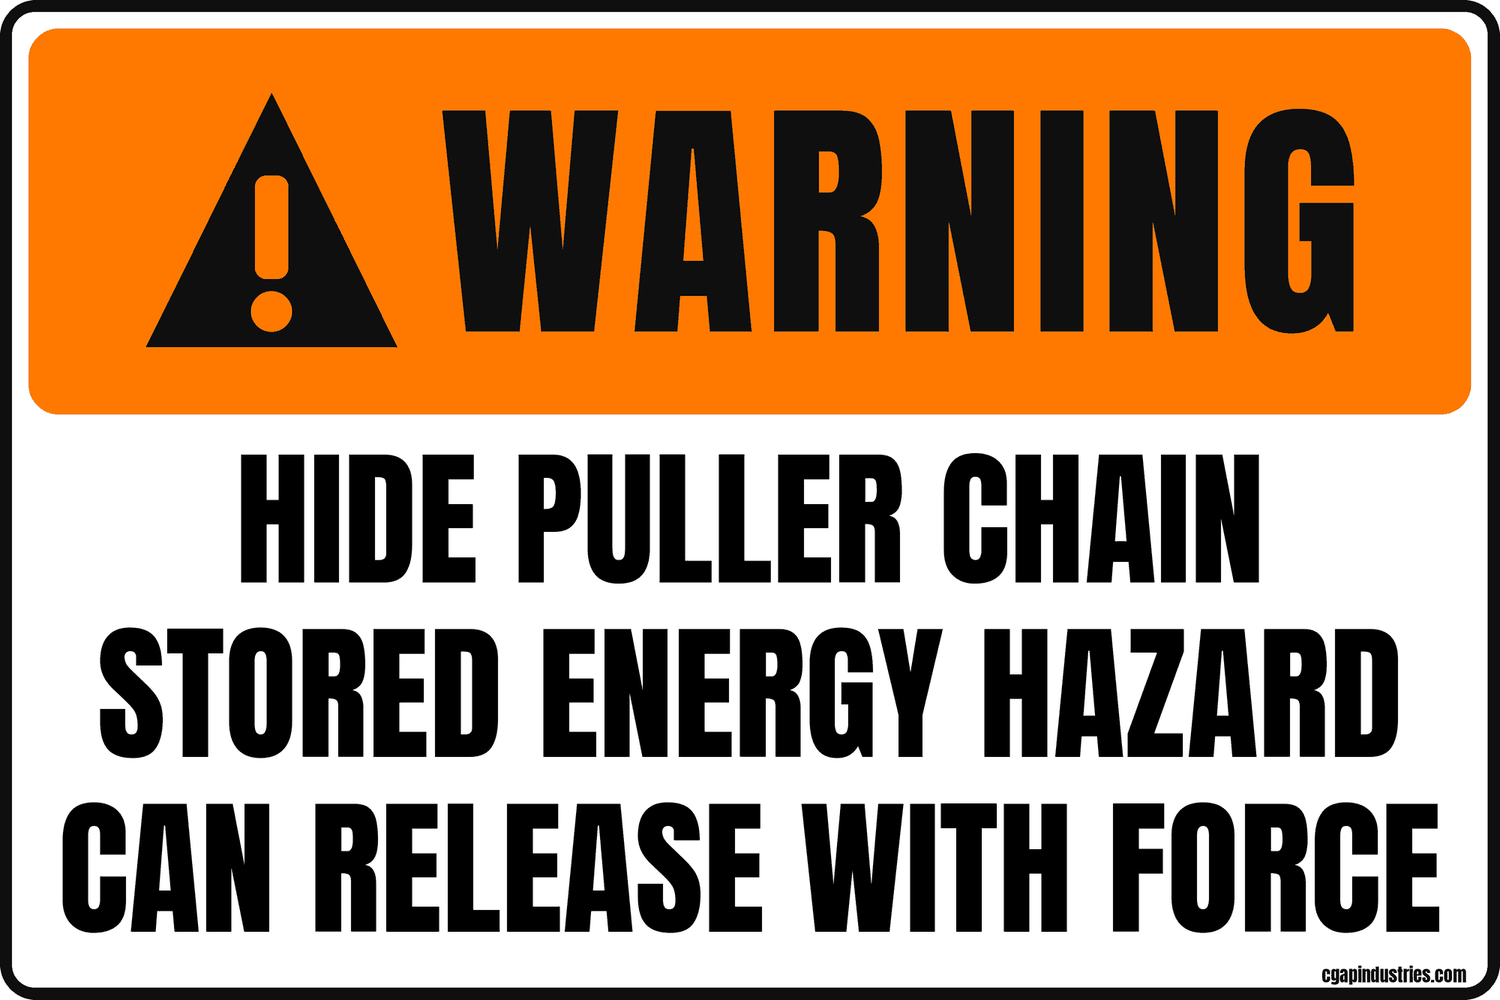 WARNING
HIDE PULLER CHAIN
STORED ENERGY HAZARD
CAN RELEASE WITH FORCE
cgapindustries.com